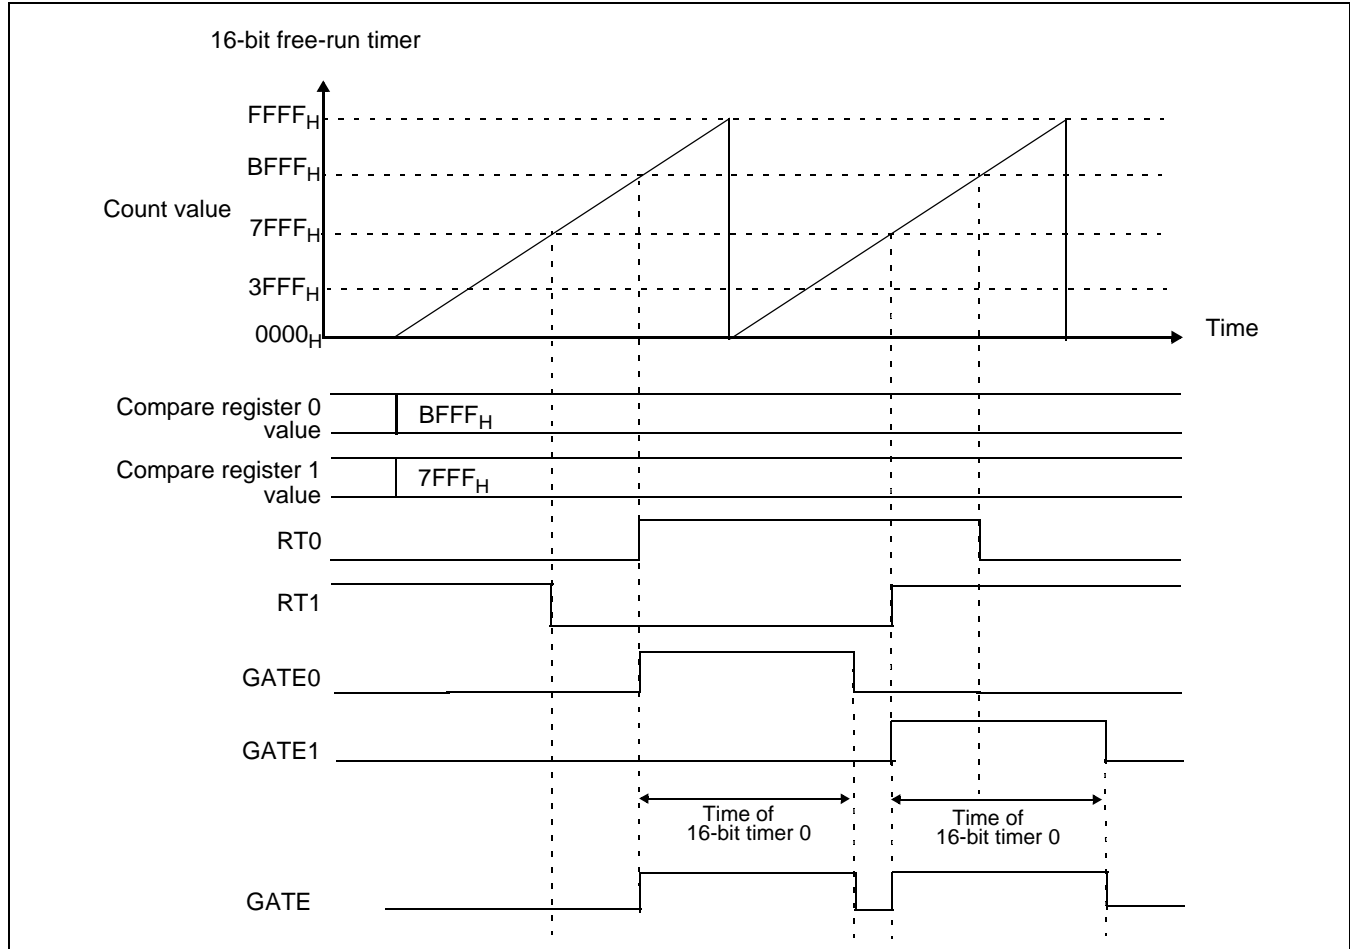 16-bit free-run timer
FFFFH
BFFFH
Count value
7FFFH
3FFFH
0000H
Time
Compare register 0
value
BFFFH
Compare register 1
value
7FFFH
RT0
RT1
GATE0
GATE1
Time of
16-bit timer 0
Time of
16-bit timer 0
GATE